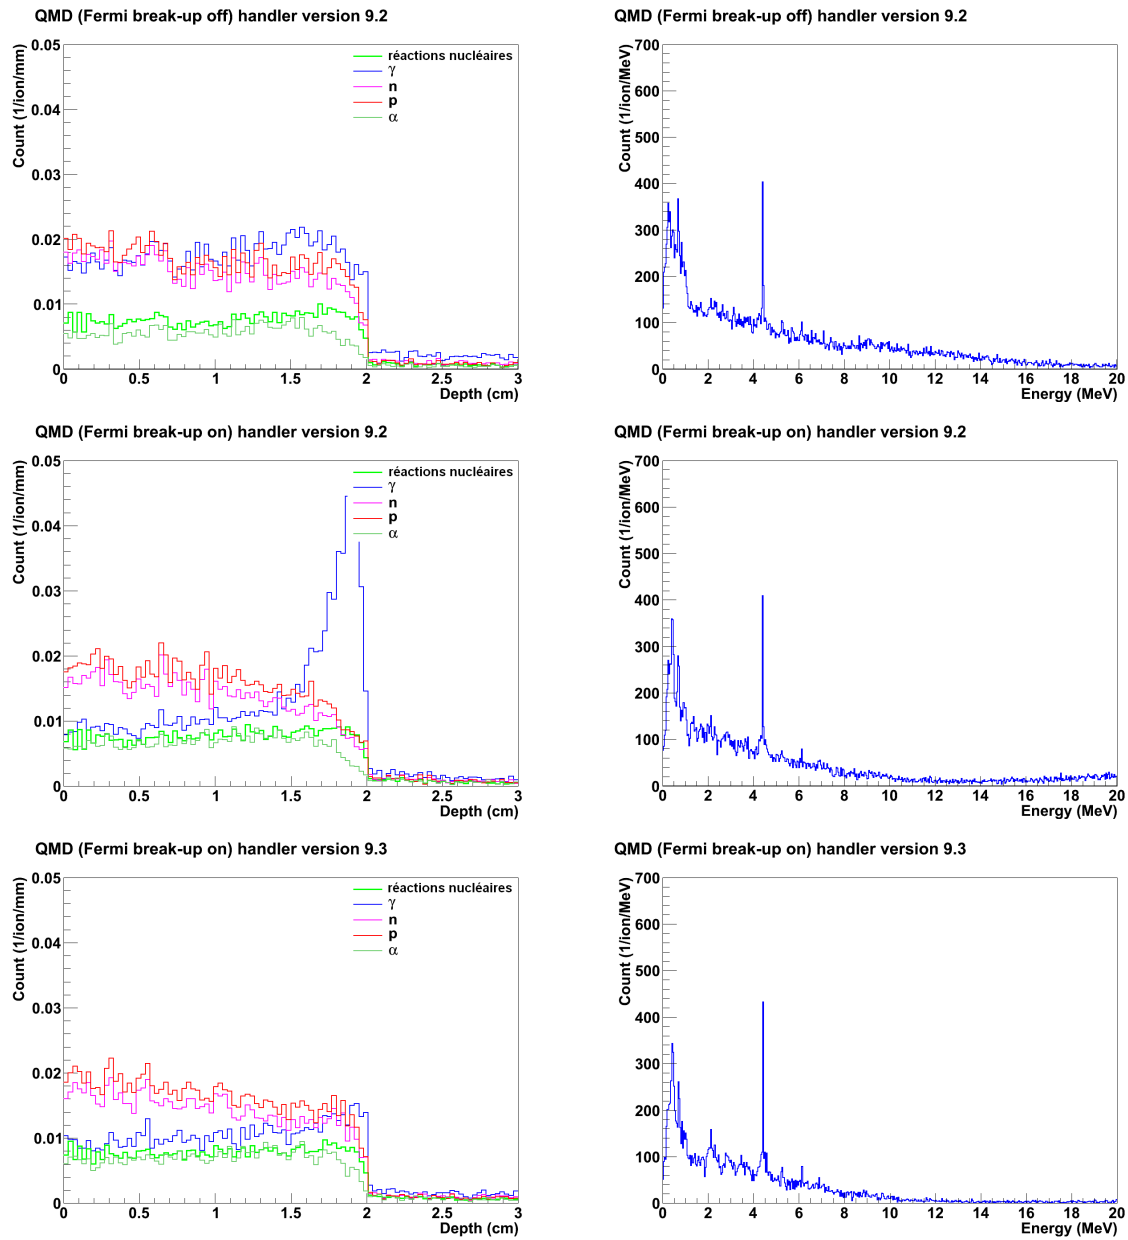 QMD (Fermi break-up off) handler version 9.2
Count (1/ion/mm)
0.05
0.04
0.03
0.02
0.01
0
réactions nucléaires
γ
n
p
α
0 0.5 1 1.5 2 2.5 3
Depth (cm)
QMD (Fermi break-up off) handler version 9.2
Count (1/ion/MeV)
700
600
500
400
300
200
100
0
0 2 4 6 8 10 12 14 16 18 20
Energy (MeV)
QMD (Fermi break-up on) handler version 9.2
Count (1/ion/mm)
0.05
0.04
0.03
0.02
0.01
0
réactions nucléaires
γ
n
p
α
0 0.5 1 1.5 2 2.5 3
Depth (cm)
QMD (Fermi break-up on) handler version 9.2
Count (1/ion/MeV)
700
600
500
400
300
200
100
0
0 2 4 6 8 10 12 14 16 18 20
Energy (MeV)
QMD (Fermi break-up on) handler version 9.3
Count (1/ion/mm)
0.05
0.04
0.03
0.02
0.01
0
réactions nucléaires
γ
n
p
α
0 0.5 1 1.5 2 2.5 3
Depth (cm)
QMD (Fermi break-up on) handler version 9.3
Count (1/ion/MeV)
700
600
500
400
300
200
100
0
0 2 4 6 8 10 12 14 16 18 20
Energy (MeV)